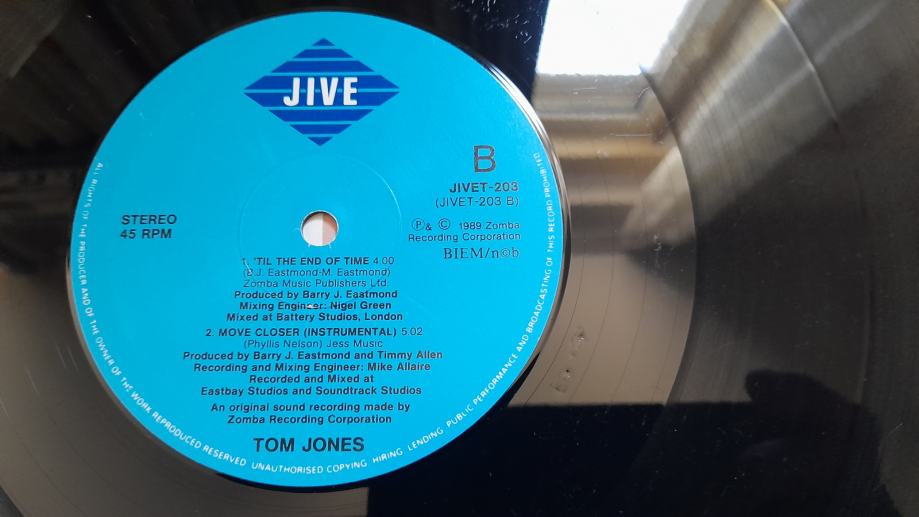 JIVE
B
JIVET-203
(JIVET-203 B)
STEREO
45 RPM
Ⓟ& © 1989 Zomba
Recording Corporation
BIEM/n©b
1. 'TIL THE END OF TIME 4.00
(B.J. Eastmond-M. Eastmond)
Zomba Music Publishers Ltd.
Produced by Barry J. Eastmond
Mixing Engineer: Nigel Green
Mixed at Battery Studios, London
2. MOVE CLOSER (INSTRUMENTAL) 5.02
(Phyllis Nelson) Jess Music
Produced by Barry J. Eastmond and Timmy Allen
Recording and Mixing Engineer: Mike Allaire
Recorded and Mixed at
Eastbay Studios and Soundtrack Studios
An original sound recording made by
Zomba Recording Corporation
TOM JONES
ALL RIGHTS OF THE PRODUCER AND OF THE OWNER OF THE WORK REPRODUCED RESERVED UNAUTHORISED COPYING, HIRING, LENDING, PUBLIC PERFORMANCE AND BROADCASTING OF THIS RECORD PROHIBITED